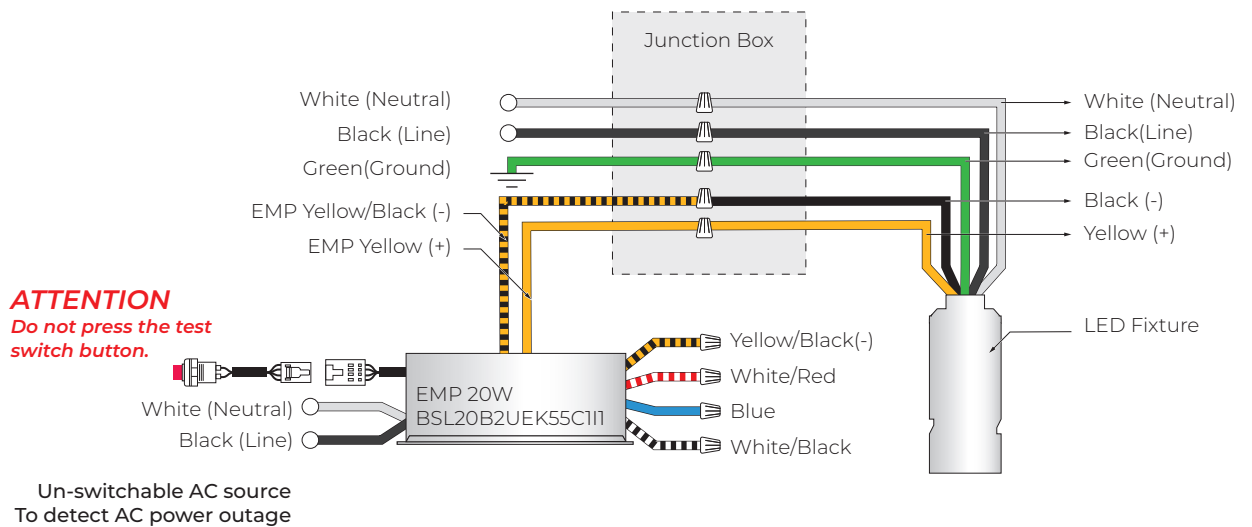 Junction Box
White (Neutral)
Black (Line)
Green(Ground)
EMP Yellow/Black (-)
EMP Yellow (+)
White (Neutral)
Black(Line)
Green(Ground)
Black (-)
Yellow (+)
LED Fixture
ATTENTION
Do not press the test
switch button.
White (Neutral)
Black (Line)
EMP 20W
BSL20B2UEK55C1I1
Yellow/Black(-)
White/Red
Blue
White/Black
Un-switchable AC source
To detect AC power outage